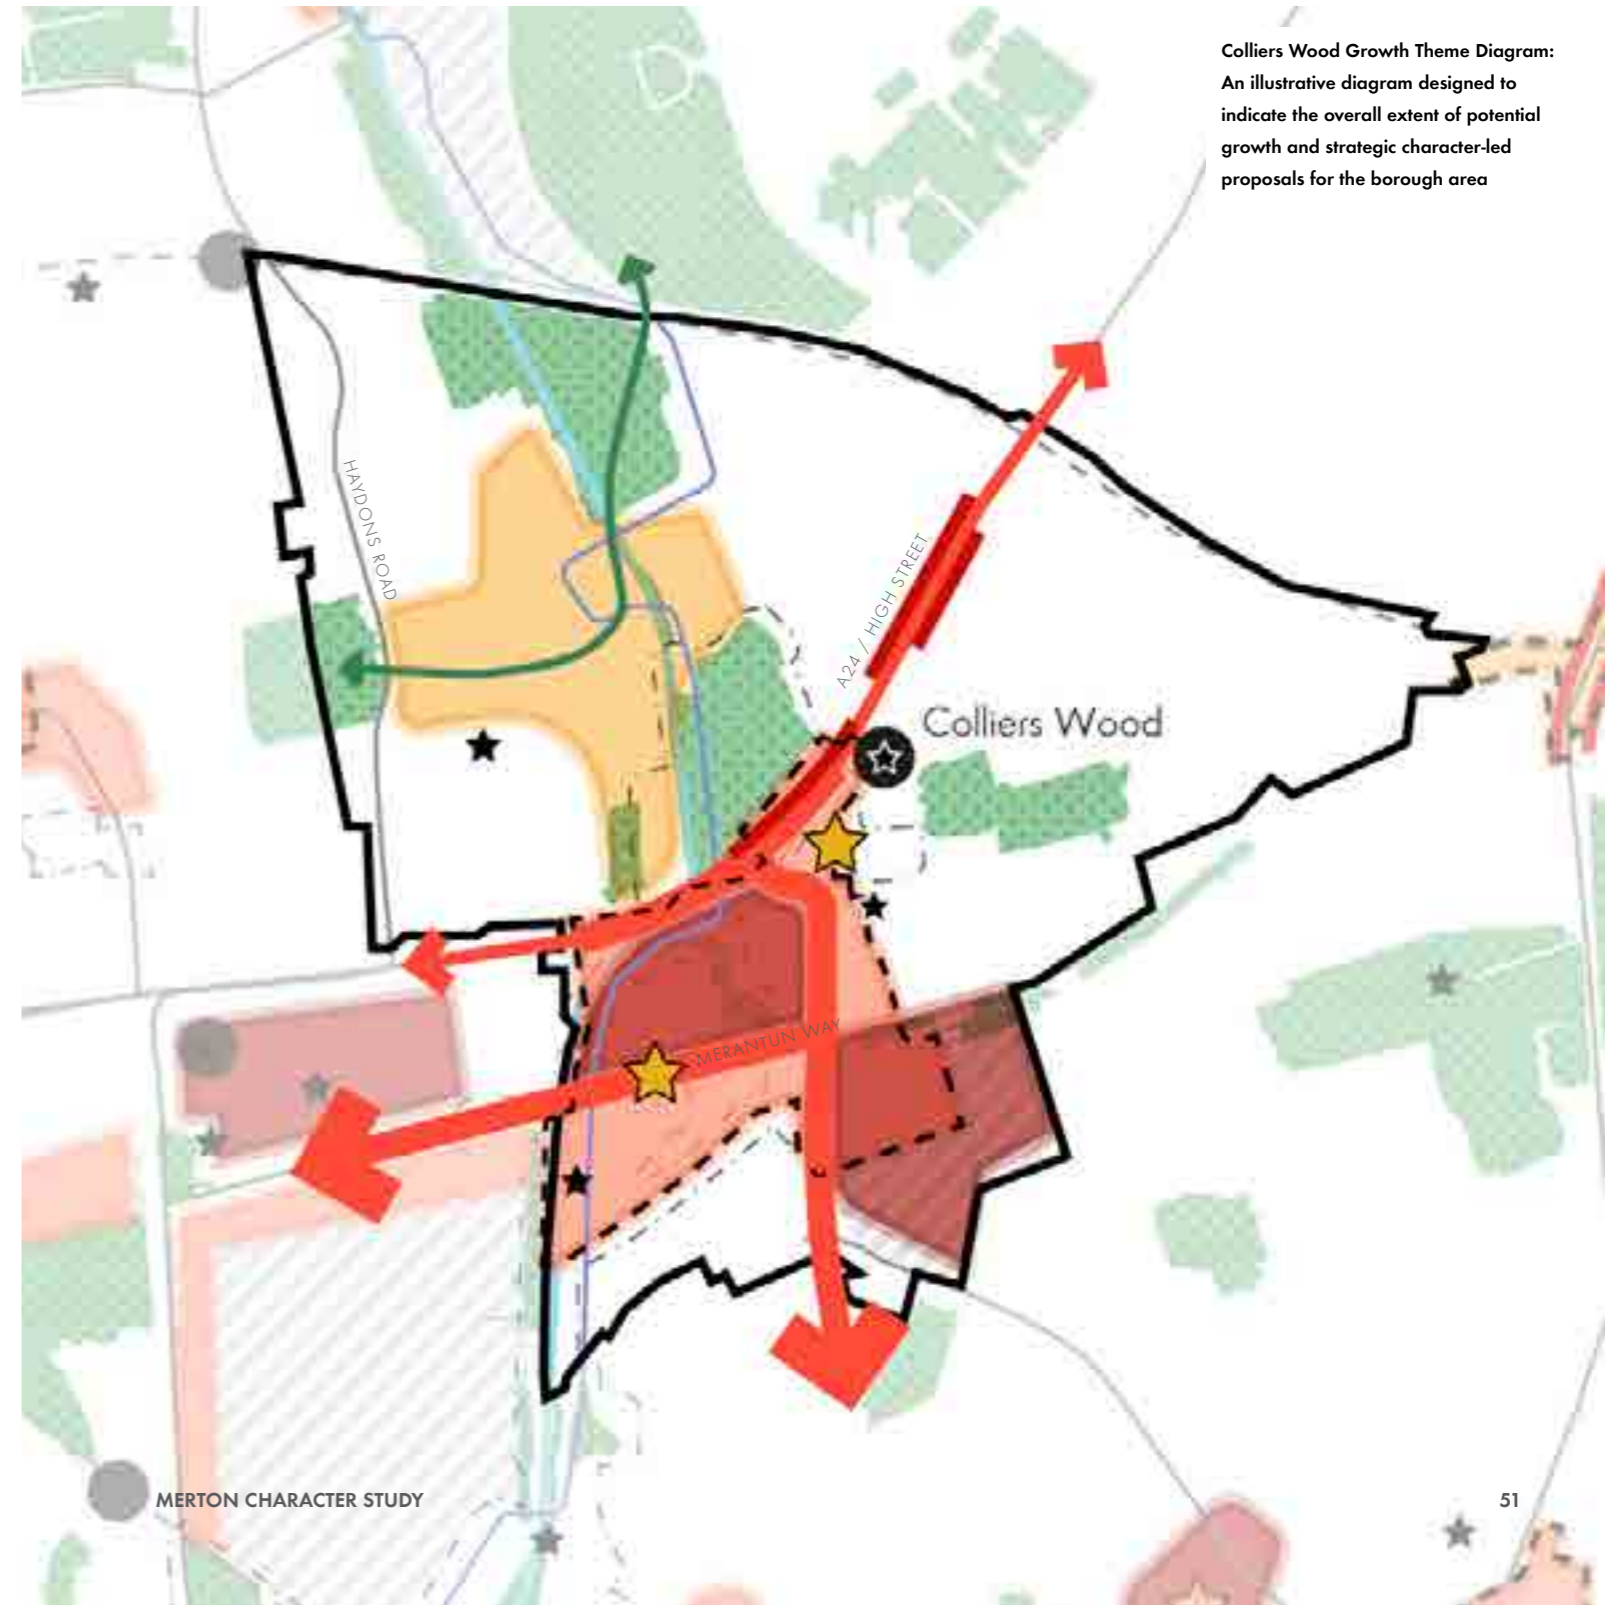 Colliers Wood Growth Theme Diagram:
An illustrative diagram designed to
indicate the overall extent of potential
growth and strategic character-led
proposals for the borough area
HAYDONS ROAD
A24 / HIGH STREET
Colliers Wood
MERANTUN WAY
MERTON CHARACTER STUDY
51